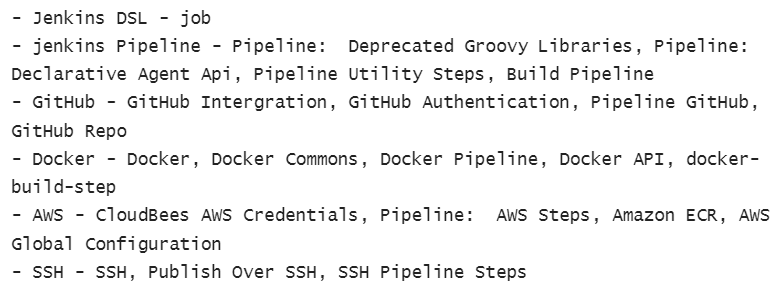 - Jenkins DSL - job
- jenkins Pipeline - Pipeline:  Deprecated Groovy Libraries, Pipeline:
Declarative Agent Api, Pipeline Utility Steps, Build Pipeline
- GitHub - GitHub Intergration, GitHub Authentication, Pipeline GitHub,
GitHub Repo
- Docker - Docker, Docker Commons, Docker Pipeline, Docker API, docker-
build-step
- AWS - CloudBees AWS Credentials, Pipeline:  AWS Steps, Amazon ECR, AWS
Global Configuration
- SSH - SSH, Publish Over SSH, SSH Pipeline Steps